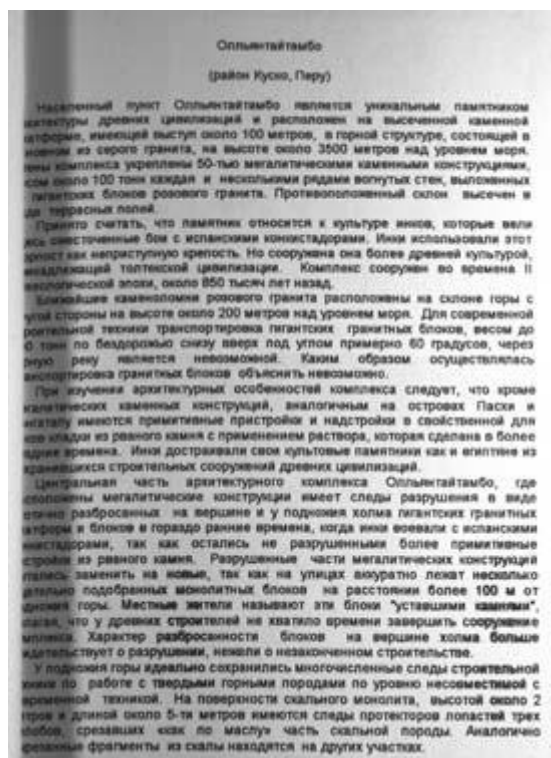 Олльянтайтамбо
(район Куско, Перу)
Населенный пункт Олльянтайтамбо является уникальным памятником
древних цивилизаций и расположен на высеченной каменной
имеющей выступ около 100 метров, в горной структуре, состоящей в
из серого гранита, на высоте около 3500 метров над уровнем моря.
комплекса укреплены 50-тью мегалитическими каменными конструкциями,
около 100 тонн каждая и несколькими рядами вогнутых стен, выложенных
гигантских блоков розового гранита. Противоположенный склон высечен в
террасных полей.
Принято считать, что памятник относится к культуре инков, которые вели
бои с испанскими конкистадорами. Инки использовали этот
как неприступную крепость. Но сооружена она более древней культурой,
толтекской цивилизации. Комплекс сооружен во времена II
эпохи, около 850 тысяч лет назад.
Ближайшие каменоломни розового гранита расположены на склоне горы с
стороны на высоте около 200 метров над уровнем моря. Для современной
техники транспортировка гигантских гранитных блоков, весом до
тонн по бездорожью снизу вверх под углом примерно 60 градусов, через
реку является невозможной. Каким образом осуществлялась
гранитных блоков объяснить невозможно.
При изучении архитектурных особенностей комплекса следует, что кроме
каменных конструкций, аналогичным на островах Пасхи и
имеются примитивные пристройки и надстройки в свойственной для
кладки из рваного камня с применением раствора, которая сделана в более
времена. Инки достраивали свои культовые памятники как и египтяне из
строительных сооружений древних цивилизаций.
Центральная часть архитектурного комплекса Олльянтайтамбо, где
мегалитические конструкции имеет следы разрушения в виде
разбросанных на вершине и у подножия холма гигантских гранитных
и блоков в гораздо ранние времена, когда инки воевали с испанскими
так как остались не разрушенными более примитивные
из рваного камня. Разрушенные части мегалитических конструкций
заменить на новые, так как на улицах аккуратно лежат несколько
подобранных монолитных блоков на расстоянии более 100 м от
горы. Местные жители называют эти блоки "уставшими камнями",
что у древних строителей не хватило времени завершить сооружение
Характер разбросанности блоков на вершине холма больше
о разрушении, нежели о незаконченном строительстве.
У подножия горы идеально сохранились многочисленные следы строительной
по работе с твердыми горными породами по уровню несовместимой с
техникой. На поверхности скального монолита, высотой около 2
и длиной около 5-ти метров имеются следы протекторов лопастей трех
срезавших «как по маслу» часть скальной породы. Аналогично
фрагменты из скалы находятся на других участках.